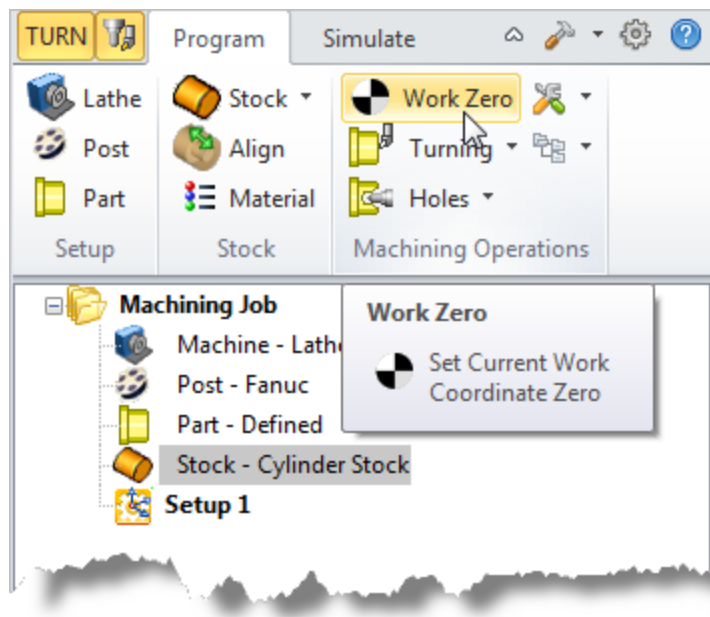 TURN Program Simulate
Lathe Stock Work Zero
Post Align Turning
Part Material Holes
Setup Stock Machining Operations
Machining Job
Work Zero
Machine - Lath
Set Current Work
Coordinate Zero
Post - Fanuc
Part - Defined
Stock - Cylinder Stock
Setup 1